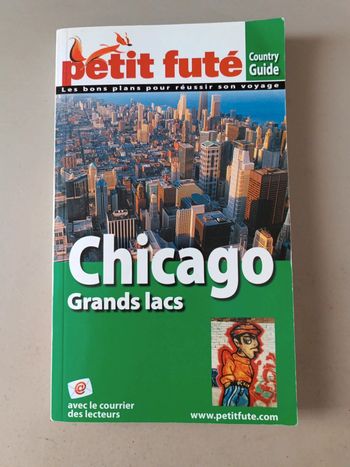 petit futé
Country
Guide
Les bons plans pour réussir son voyage
Chicago
Grands lacs
@
avec le courrier
des lecteurs
www.petitfute.com